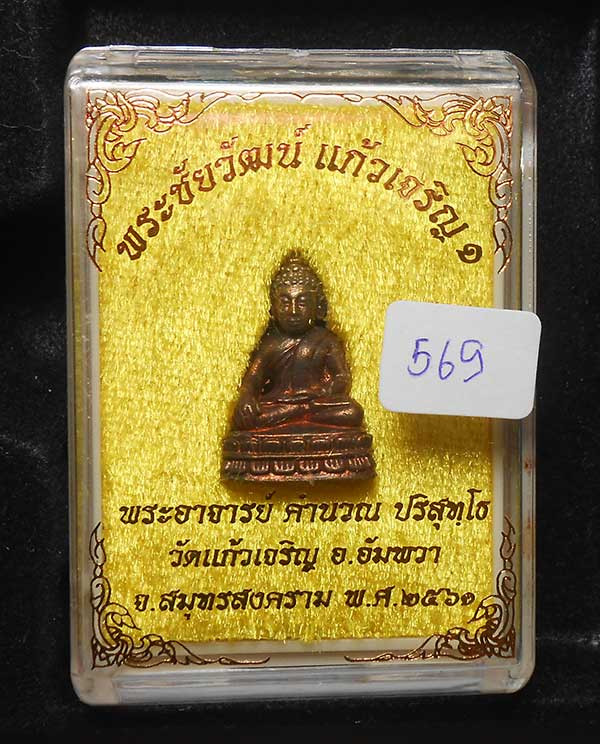 พระชัยวัฒน์ แก้วเจริญ ๑
569
พระอาจารย์ คำนวณ ปริสุทฺโธ
วัดแก้วเจริญ อ.อัมพวา
จ.สมุทรสงคราม พ.ศ.๒๕๖๑